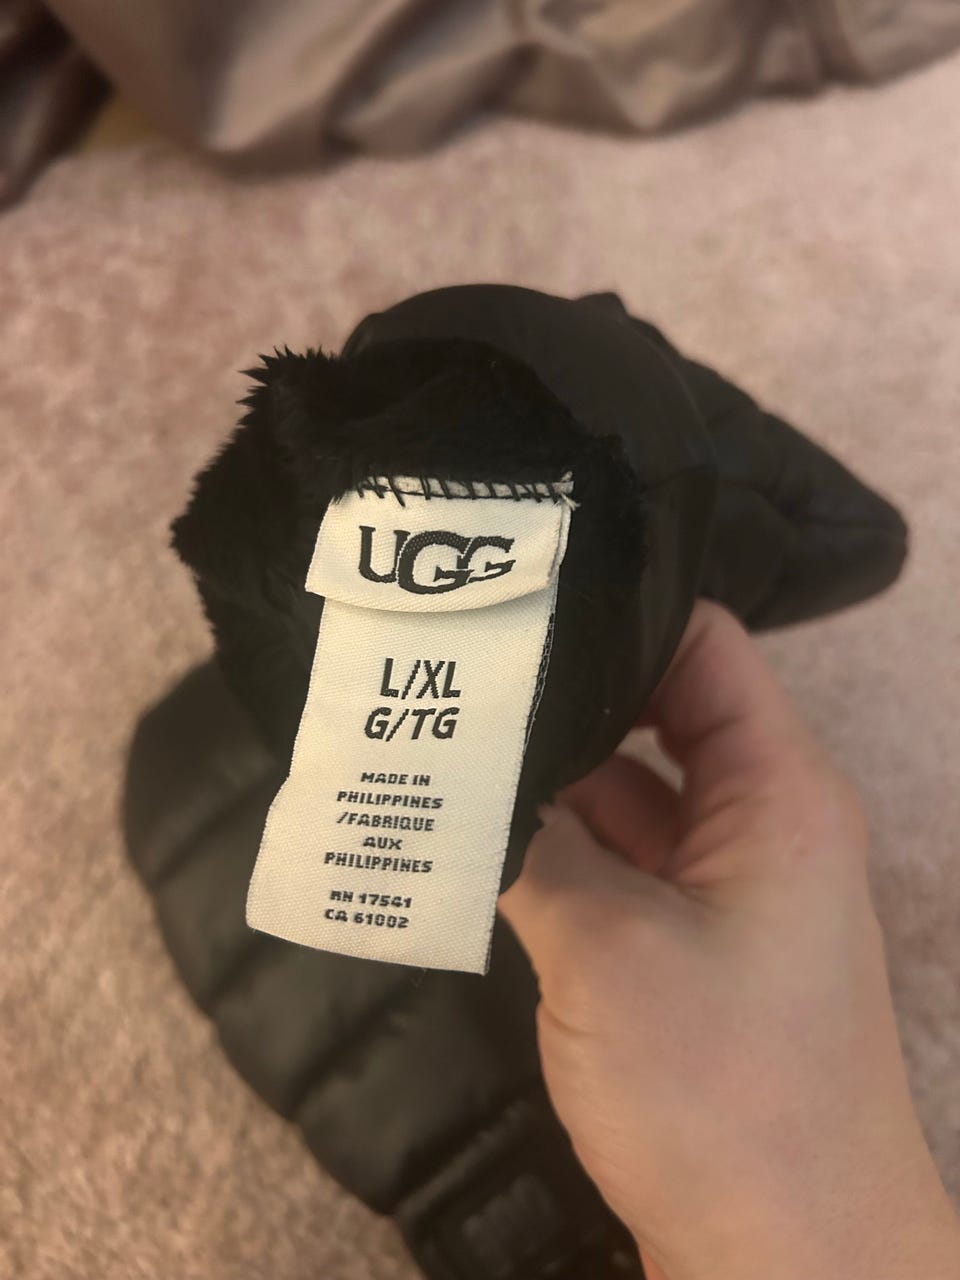 UGG
L/XL
G/TG
MADE IN
PHILIPPINES
/FABRIQUE
AUX
PHILIPPINES
RN 17541
CA 61002